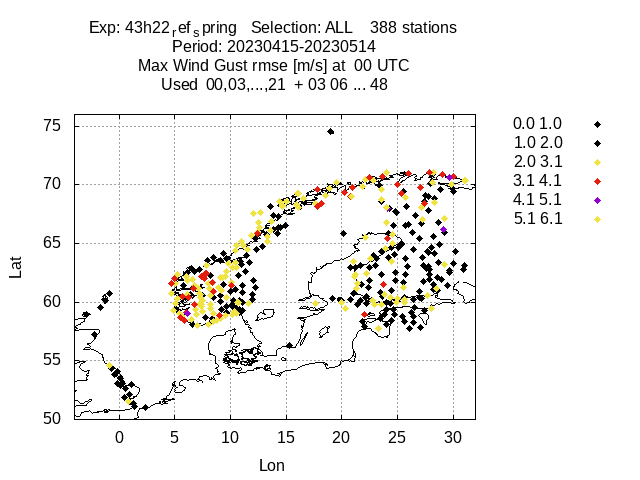 Exp: 43h22refspring   Selection: ALL    388 stations
Period: 20230415-20230514
Max Wind Gust rmse [m/s] at  00 UTC
Used  00,03,...,21  + 03 06 ... 48
0.0 1.0
1.0 2.0
2.0 3.1
3.1 4.1
4.1 5.1
5.1 6.1
75
70
65
60
55
50
Lat
0 5 10 15 20 25 30
Lon